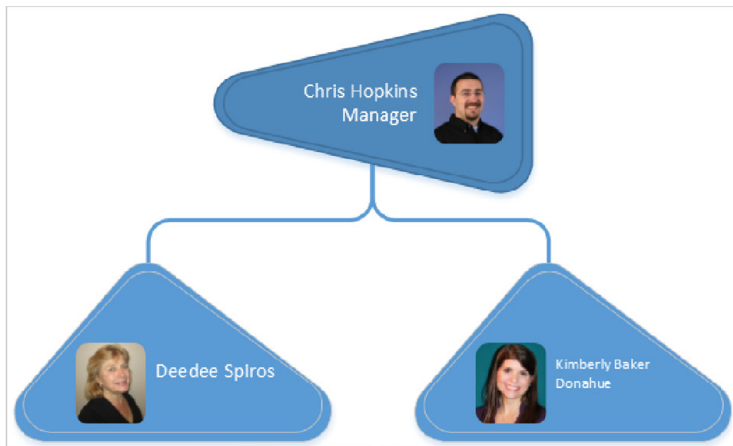 Chris Hopkins
Manager
Deedee Spiros
Kimberly Baker
Donahue